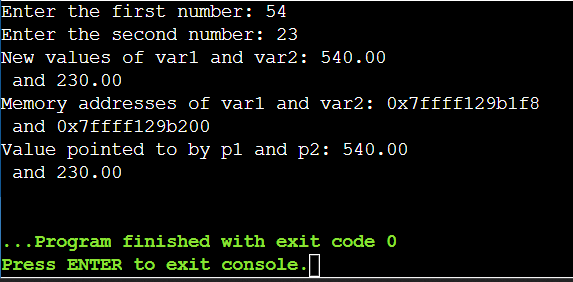 Enter the first number: 54
Enter the second number: 23
New values of var1 and var2: 540.00
 and 230.00
Memory addresses of var1 and var2: 0x7ffff129b1f8
 and 0x7ffff129b200
Value pointed to by p1 and p2: 540.00
 and 230.00
...Program finished with exit code 0
Press ENTER to exit console.